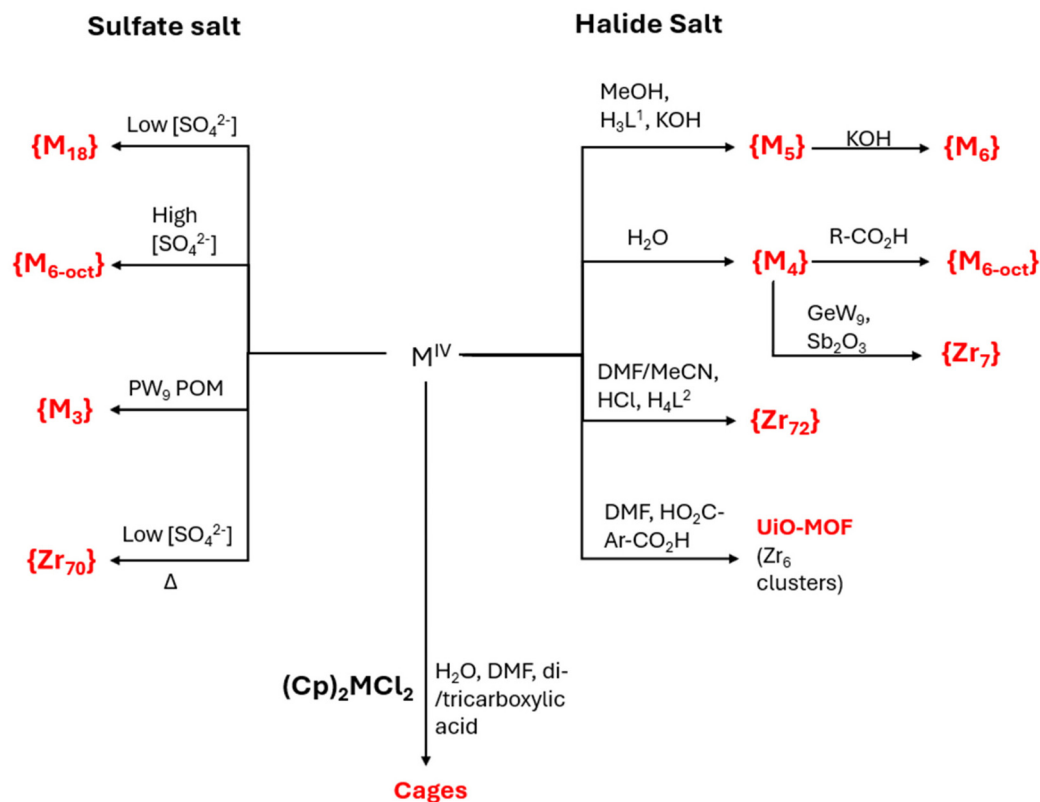 Sulfate salt
Halide Salt
Low [SO₄²⁻]
{M₁₈}
High
[SO₄²⁻]
{M₆₋ₒcₜ}
PW₉ POM
{M₃}
Low [SO₄²⁻]
{Zr₇₀}
Δ
Mᴵⱽ
MeOH,
H₃L¹, KOH
{M₅}
KOH
{M₆}
H₂O
{M₄}
R-CO₂H
{M₆₋ₒcₜ}
GeW₉,
Sb₂O₃
{Zr₇}
DMF/MeCN,
HCl, H₄L²
{Zr₇₂}
DMF, HO₂C-
Ar-CO₂H
UiO-MOF
(Zr₆
clusters)
(Cp)₂MCl₂
H₂O, DMF, di-
/tricarboxylic
acid
Cages